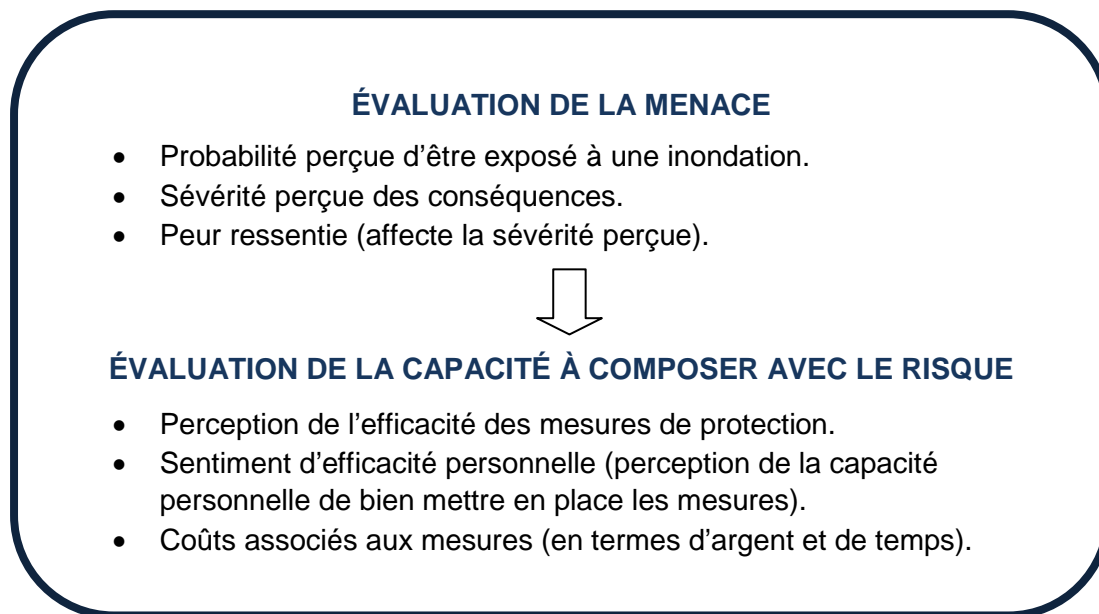 ÉVALUATION DE LA MENACE
• Probabilité perçue d’être exposé à une inondation.
• Sévérité perçue des conséquences.
• Peur ressentie (affecte la sévérité perçue).
ÉVALUATION DE LA CAPACITÉ À COMPOSER AVEC LE RISQUE
• Perception de l’efficacité des mesures de protection.
• Sentiment d’efficacité personnelle (perception de la capacité
personnelle de bien mettre en place les mesures).
• Coûts associés aux mesures (en termes d’argent et de temps).